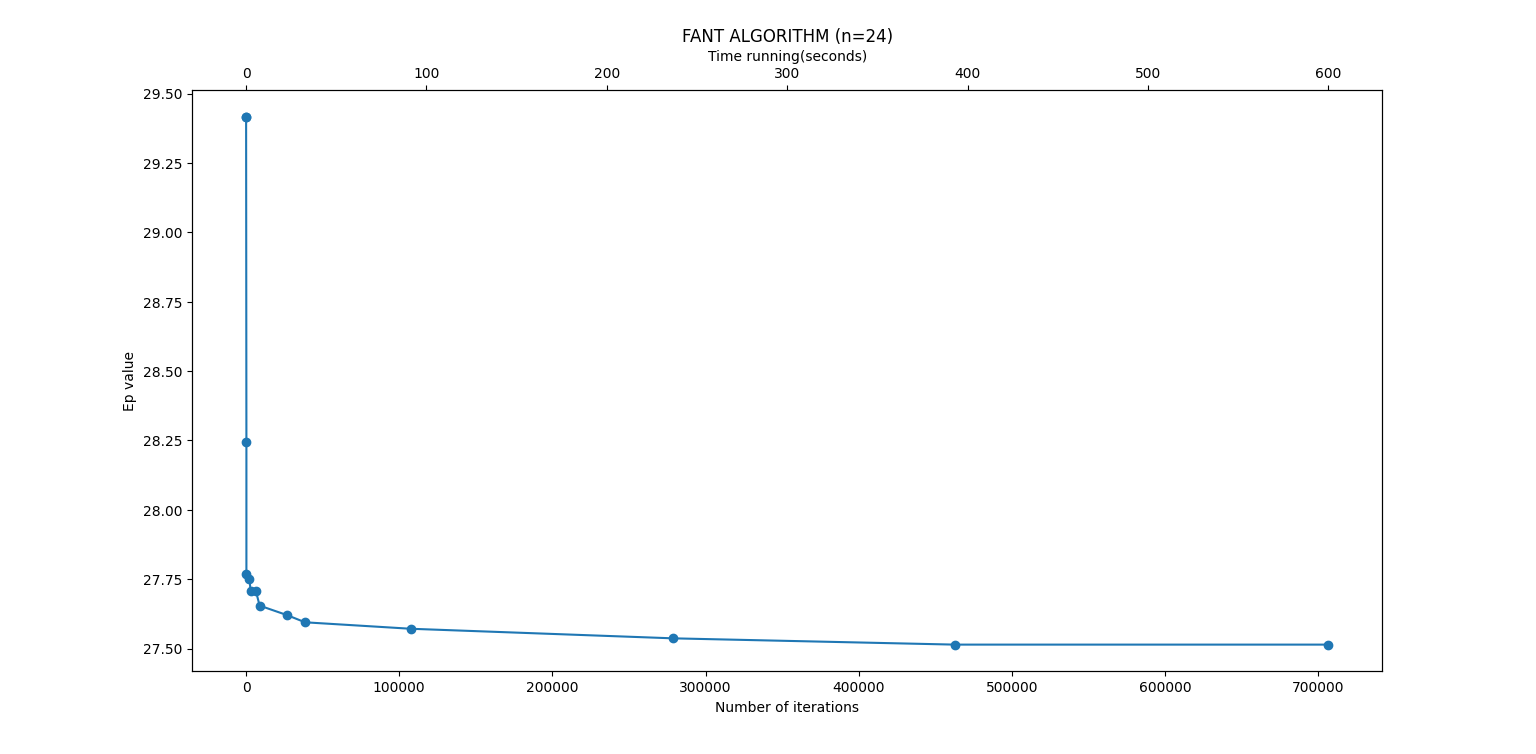 FANT ALGORITHM (n=24)
Time running(seconds)
0 100 200 300 400 500 600
29.50
29.25
29.00
28.75
28.50
28.25
28.00
27.75
27.50
Ep value
0 100000 200000 300000 400000 500000 600000 700000
Number of iterations